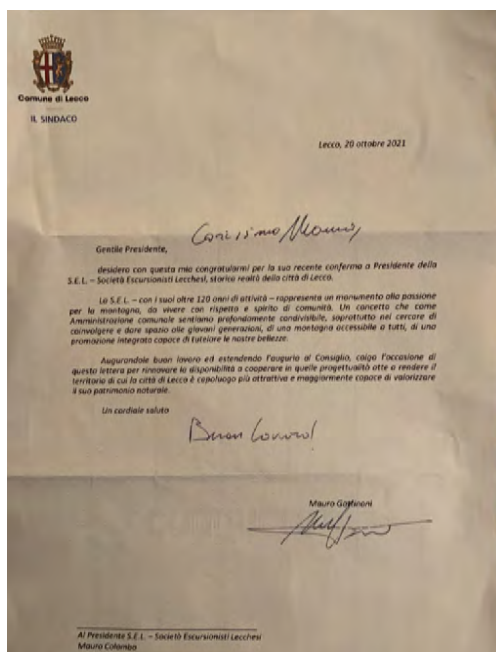 Comune di Lecco
IL SINDACO
Lecco, 20 ottobre 2021
Carissimo Mauro,
Gentile Presidente,
desidero con questa mia congratularmi per la sua recente conferma a Presidente della
S.E.L. – Società Escursionisti Lecchesi, storica realtà della città di Lecco.
La S.E.L. – con i suoi oltre 120 anni di attività – rappresenta un monumento alla passione
per la montagna, da vivere con rispetto e spirito di comunità. Un concetto che come
Amministrazione comunale sentiamo profondamente condivisibile, soprattutto nel cercare di
coinvolgere e dare spazio alle giovani generazioni, di una montagna accessibile a tutti, di una
promozione integrata capace di tutelare le nostre bellezze.
Augurandole buon lavoro ed estendendo l'augurio al Consiglio, colgo l'occasione di
questa lettera per rinnovare la disponibilità a cooperare in quelle progettualità atte a rendere il
territorio di cui la città di Lecco è capoluogo più attrattiva e maggiormente capace di valorizzare
il suo patrimonio naturale.
Un cordiale saluto
Buon lavoro!
Mauro Gattinoni
Al Presidente S.E.L. – Società Escursionisti Lecchesi
Mauro Colombo